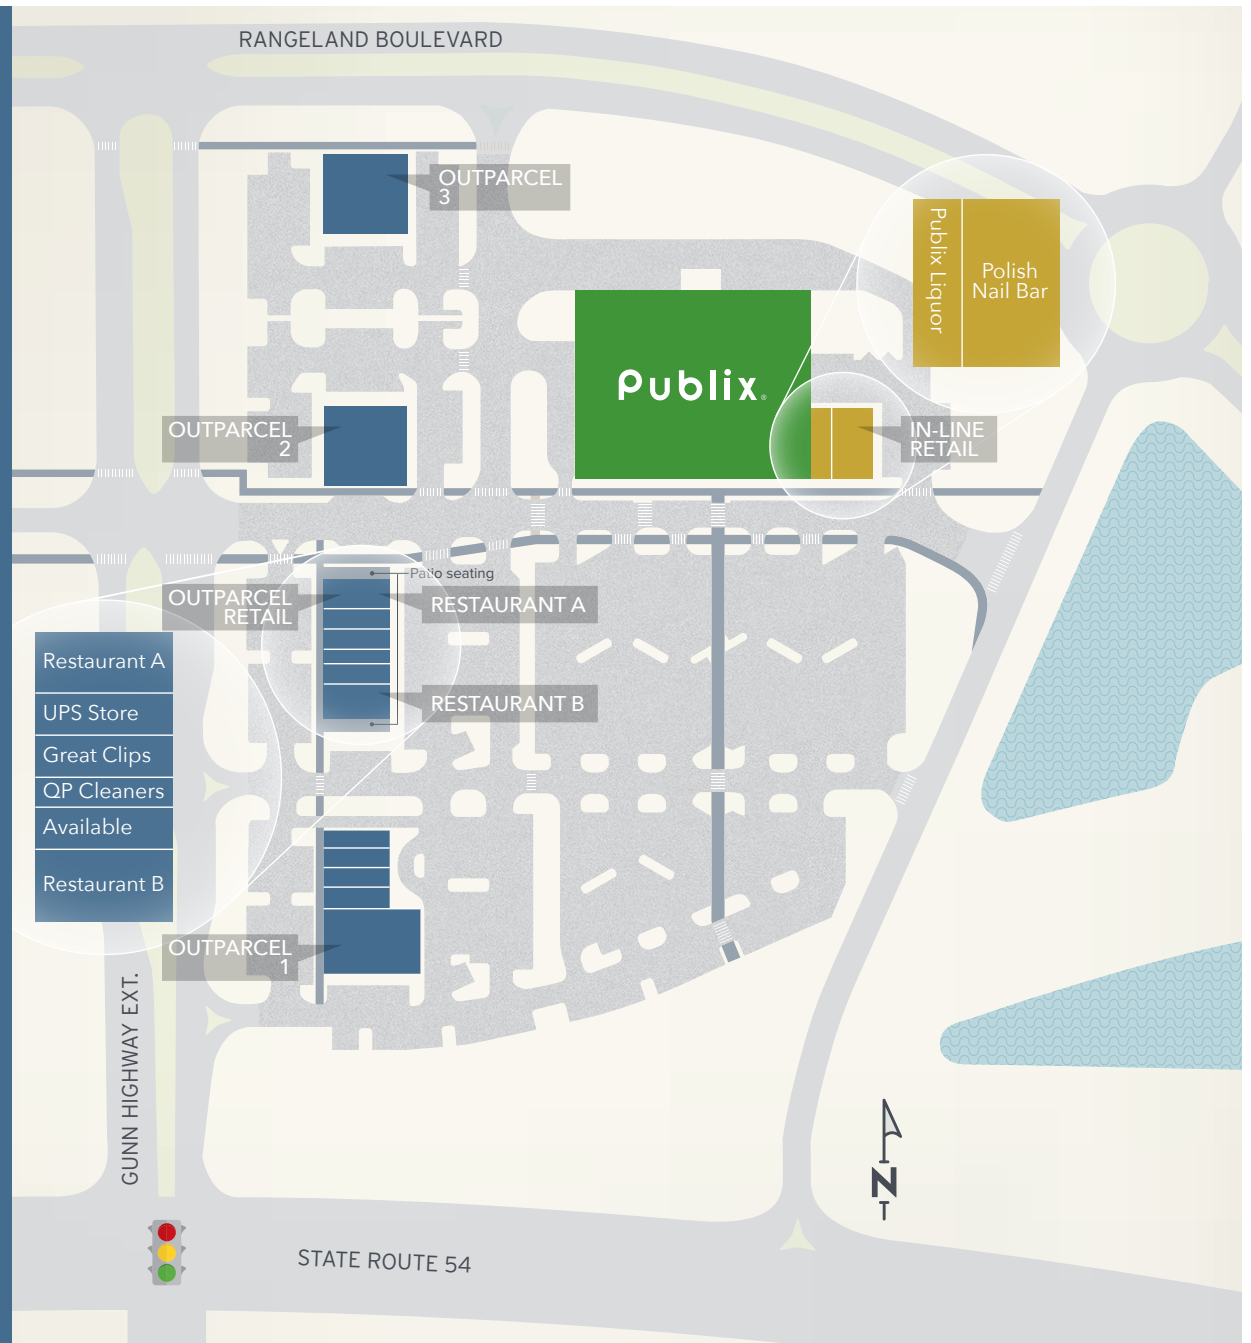 RANGELAND BOULEVARD
OUTPARCEL
3
Publix Liquor
Polish
Nail Bar
Publix®
OUTPARCEL
2
IN-LINE
RETAIL
Patio seating
OUTPARCEL
RETAIL
RESTAURANT A
RESTAURANT B
Restaurant A
UPS Store
Great Clips
QP Cleaners
Available
Restaurant B
OUTPARCEL
1
GUNN HIGHWAY EXT.
N
STATE ROUTE 54